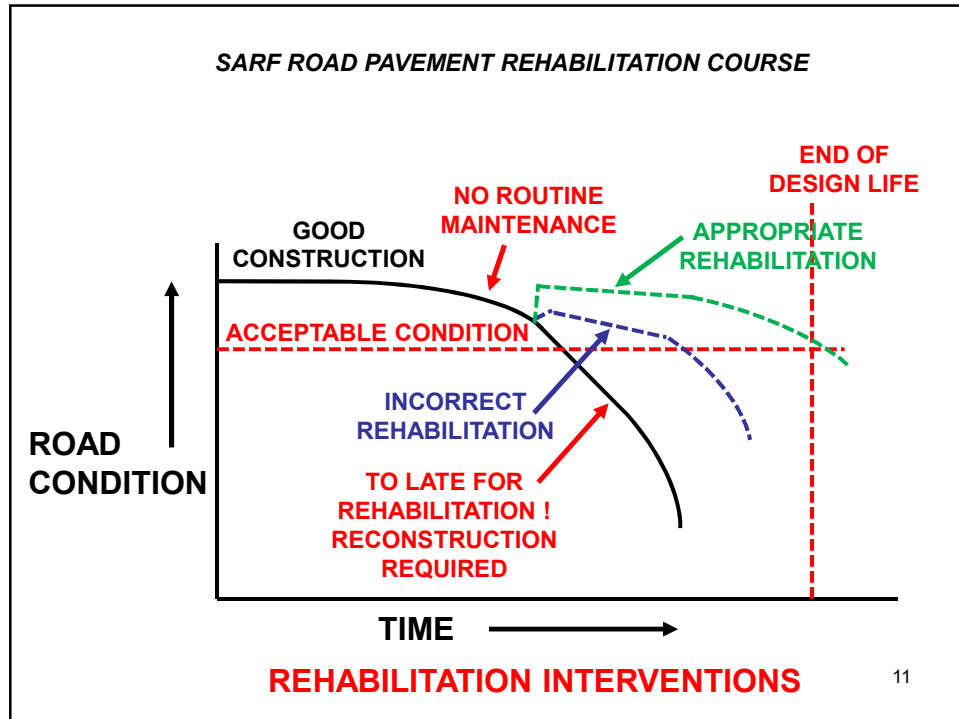 SARF ROAD PAVEMENT REHABILITATION COURSE
END OF
DESIGN LIFE
NO ROUTINE
MAINTENANCE
GOOD
CONSTRUCTION
APPROPRIATE
REHABILITATION
ACCEPTABLE CONDITION
INCORRECT
REHABILITATION
ROAD
CONDITION
TO LATE FOR
REHABILITATION !
RECONSTRUCTION
REQUIRED
TIME
REHABILITATION INTERVENTIONS
11